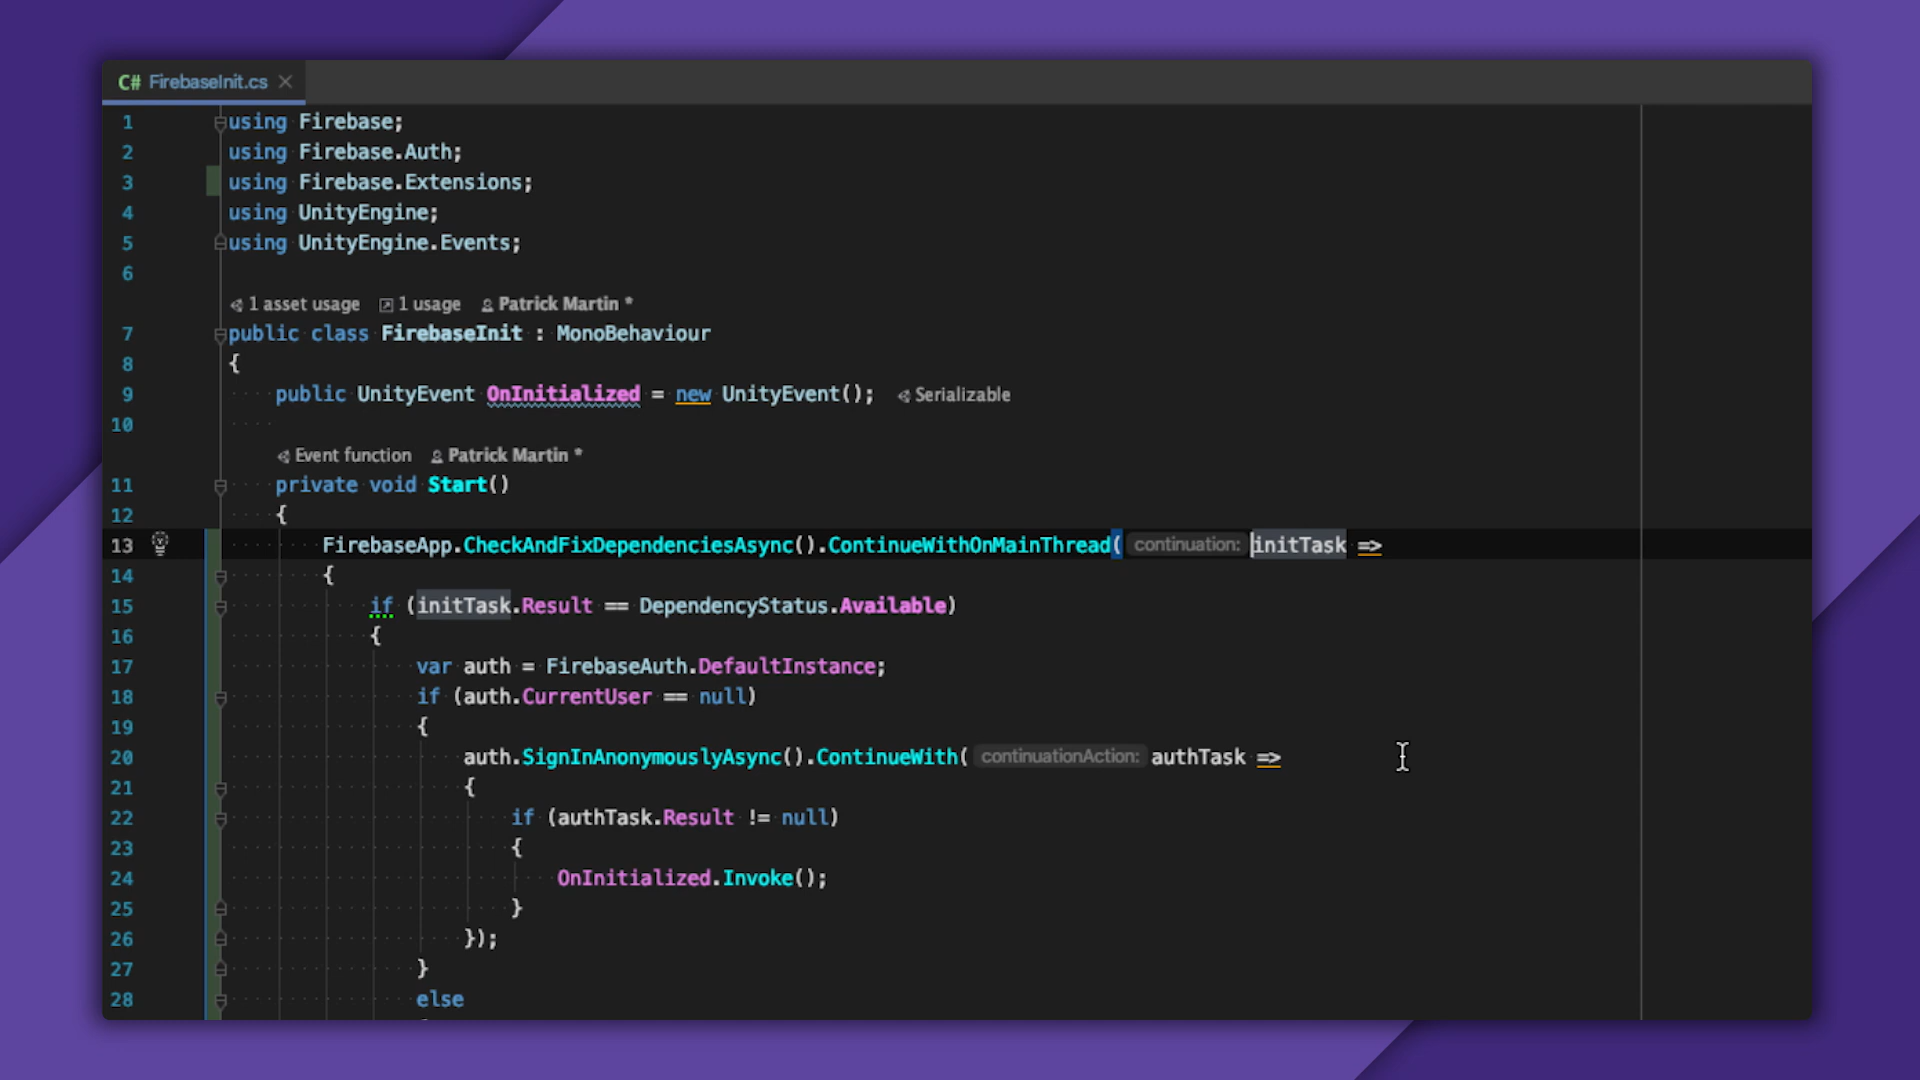 C# FirebaseInit.cs
1 using Firebase;
2 using Firebase.Auth;
3 using Firebase.Extensions;
4 using UnityEngine;
5 using UnityEngine.Events;
6
1 asset usage 1 usage Patrick Martin *
7 public class FirebaseInit : MonoBehaviour
8 {
9 public UnityEvent OnInitialized = new UnityEvent(); Serializable
10
Event function Patrick Martin *
11 private void Start()
12 {
13 FirebaseApp.CheckAndFixDependenciesAsync().ContinueWithOnMainThread( continuation: initTask =>
14 {
15 if (initTask.Result == DependencyStatus.Available)
16 {
17 var auth = FirebaseAuth.DefaultInstance;
18 if (auth.CurrentUser == null)
19 {
20 auth.SignInAnonymouslyAsync().ContinueWith( continuationAction: authTask =>
21 {
22 if (authTask.Result != null)
23 {
24 OnInitialized.Invoke();
25 }
26 });
27 }
28 else